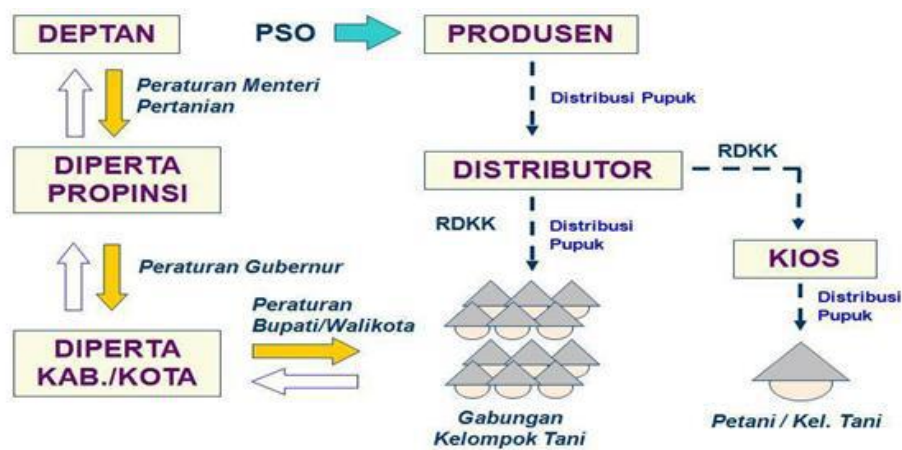 DEPTAN
PSO
PRODUSEN
Peraturan Menteri
Pertanian
Distribusi Pupuk
DIPERTA
PROPINSI
DISTRIBUTOR
RDKK
RDKK
Distribusi
Pupuk
KIOS
Peraturan Gubernur
Distribusi
Pupuk
Peraturan
Bupati/Walikota
DIPERTA
KAB./KOTA
Gabungan
Kelompok Tani
Petani / Kel. Tani